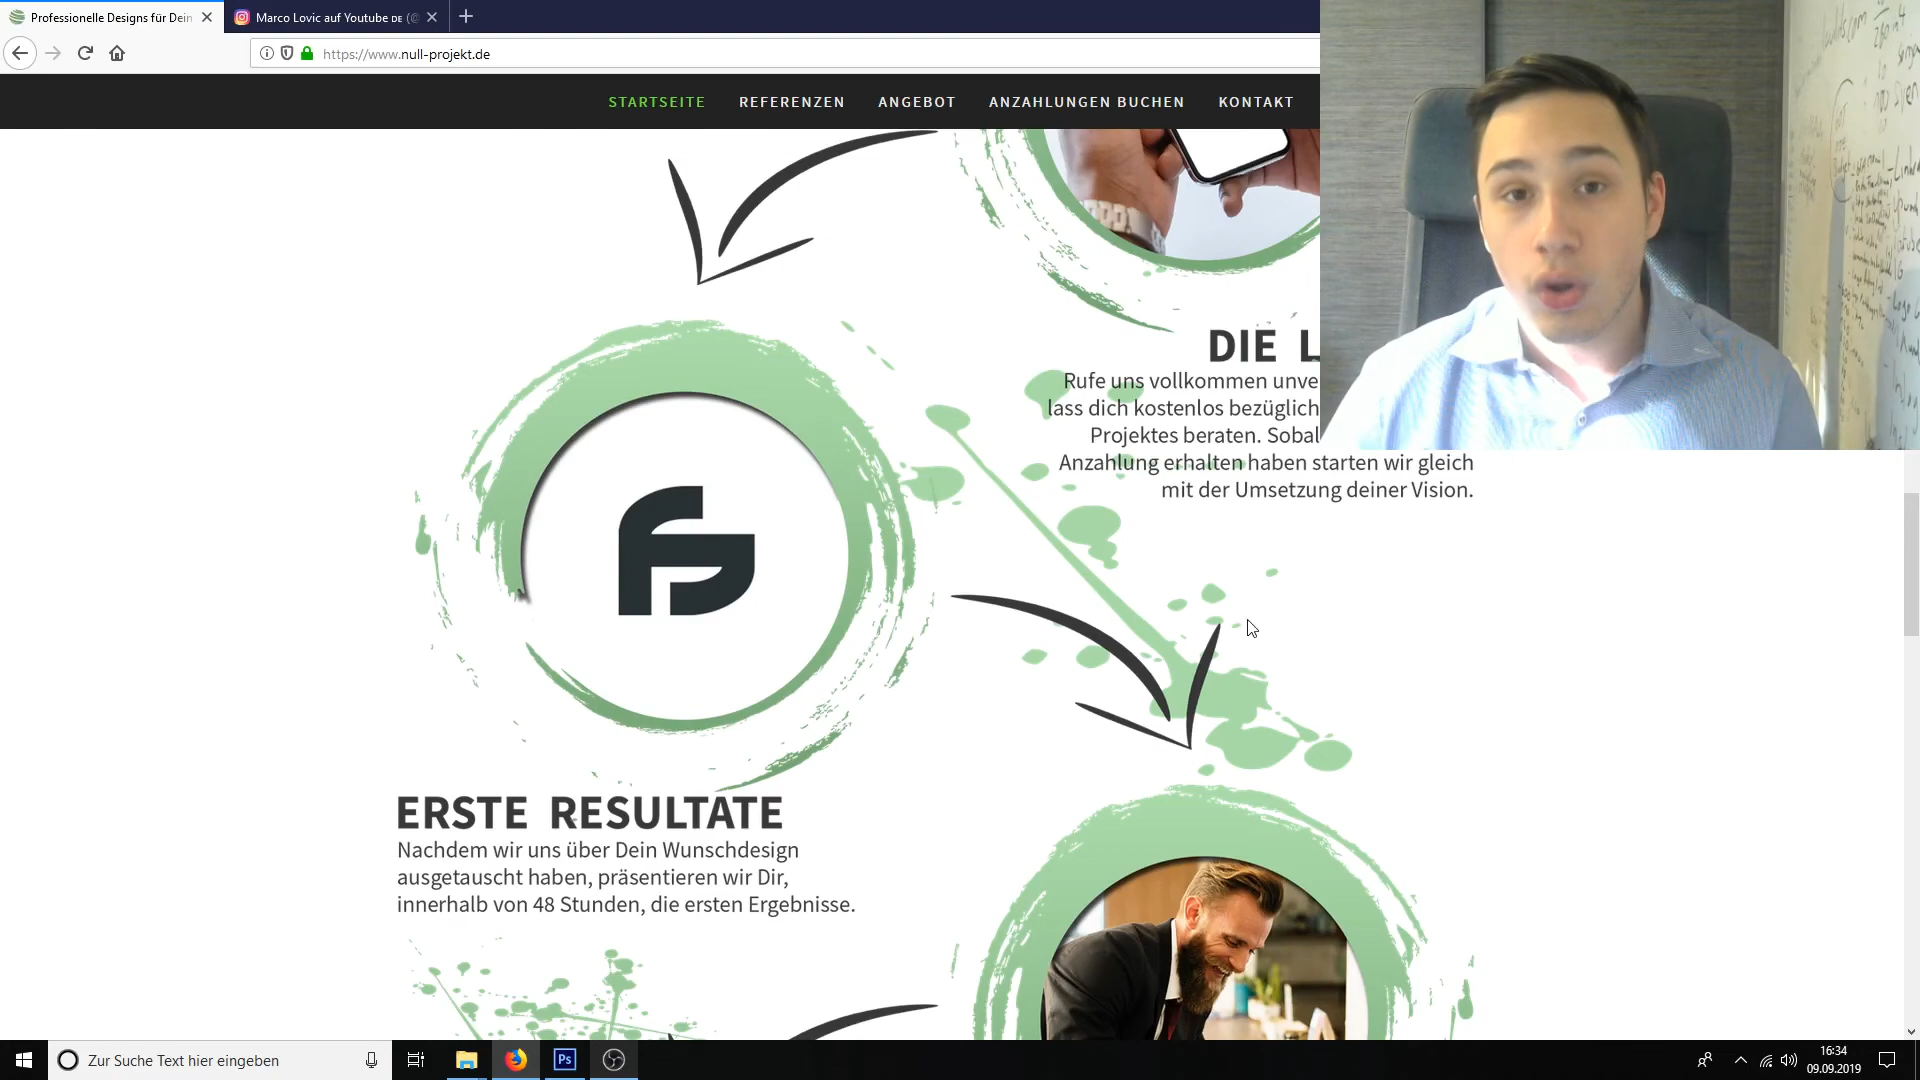 Professionelle Designs für Dein
Marco Lovic auf Youtube DE (@
https://www.null-projekt.de
STARTSEITE
REFERENZEN
ANGEBOT
ANZAHLUNGEN BUCHEN
KONTAKT
DIE L
Rufe uns vollkommen unve
lass dich kostenlos bezüglich
Projektes beraten. Sobal
Anzahlung erhalten haben starten wir gleich
mit der Umsetzung deiner Vision.
ERSTE RESULTATE
Nachdem wir uns über Dein Wunschdesign
ausgetauscht haben, präsentieren wir Dir,
innerhalb von 48 Stunden, die ersten Ergebnisse.
Zur Suche Text hier eingeben
Ps
16:34
09.09.2019